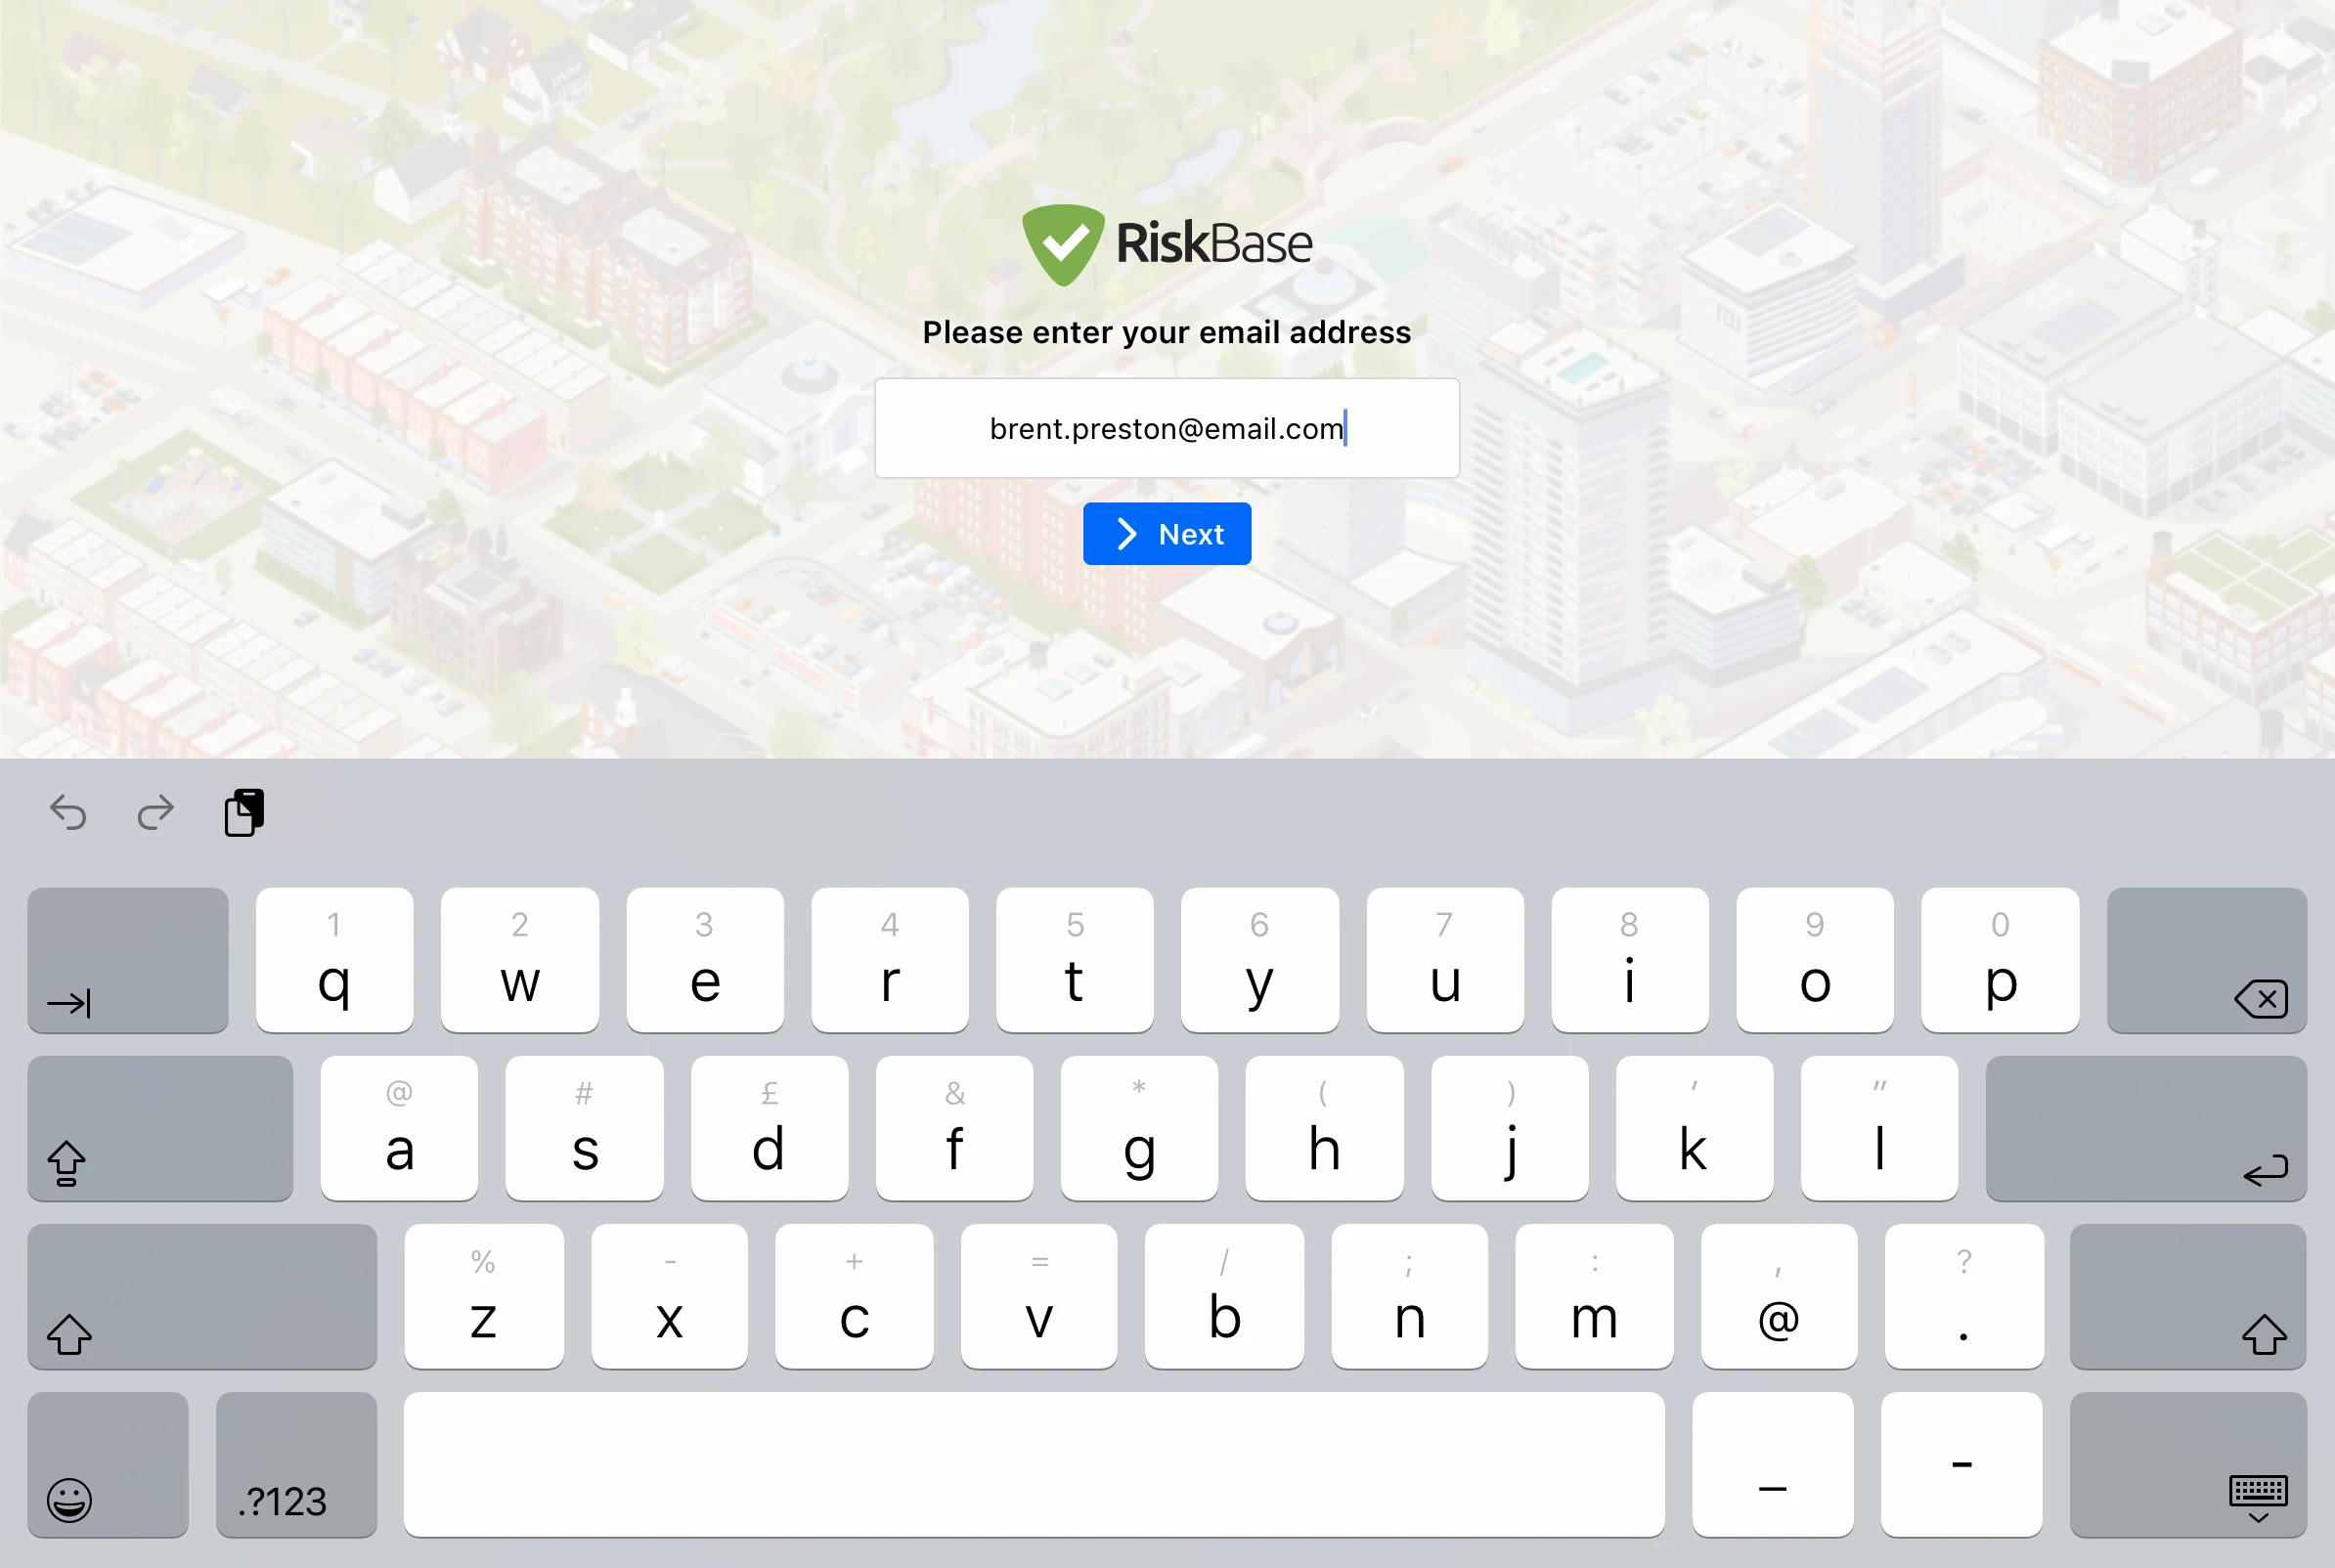 RiskBase
Please enter your email address
brent.preston@email.com
Next
1 2 3 4 5 6 7 8 9 0
q w e r t y u i o p
@ # £ & * ( ) ' "
a s d f g h j k l
% - + = / ; : , ?
z x c v b n m @ .
.?123 _ -